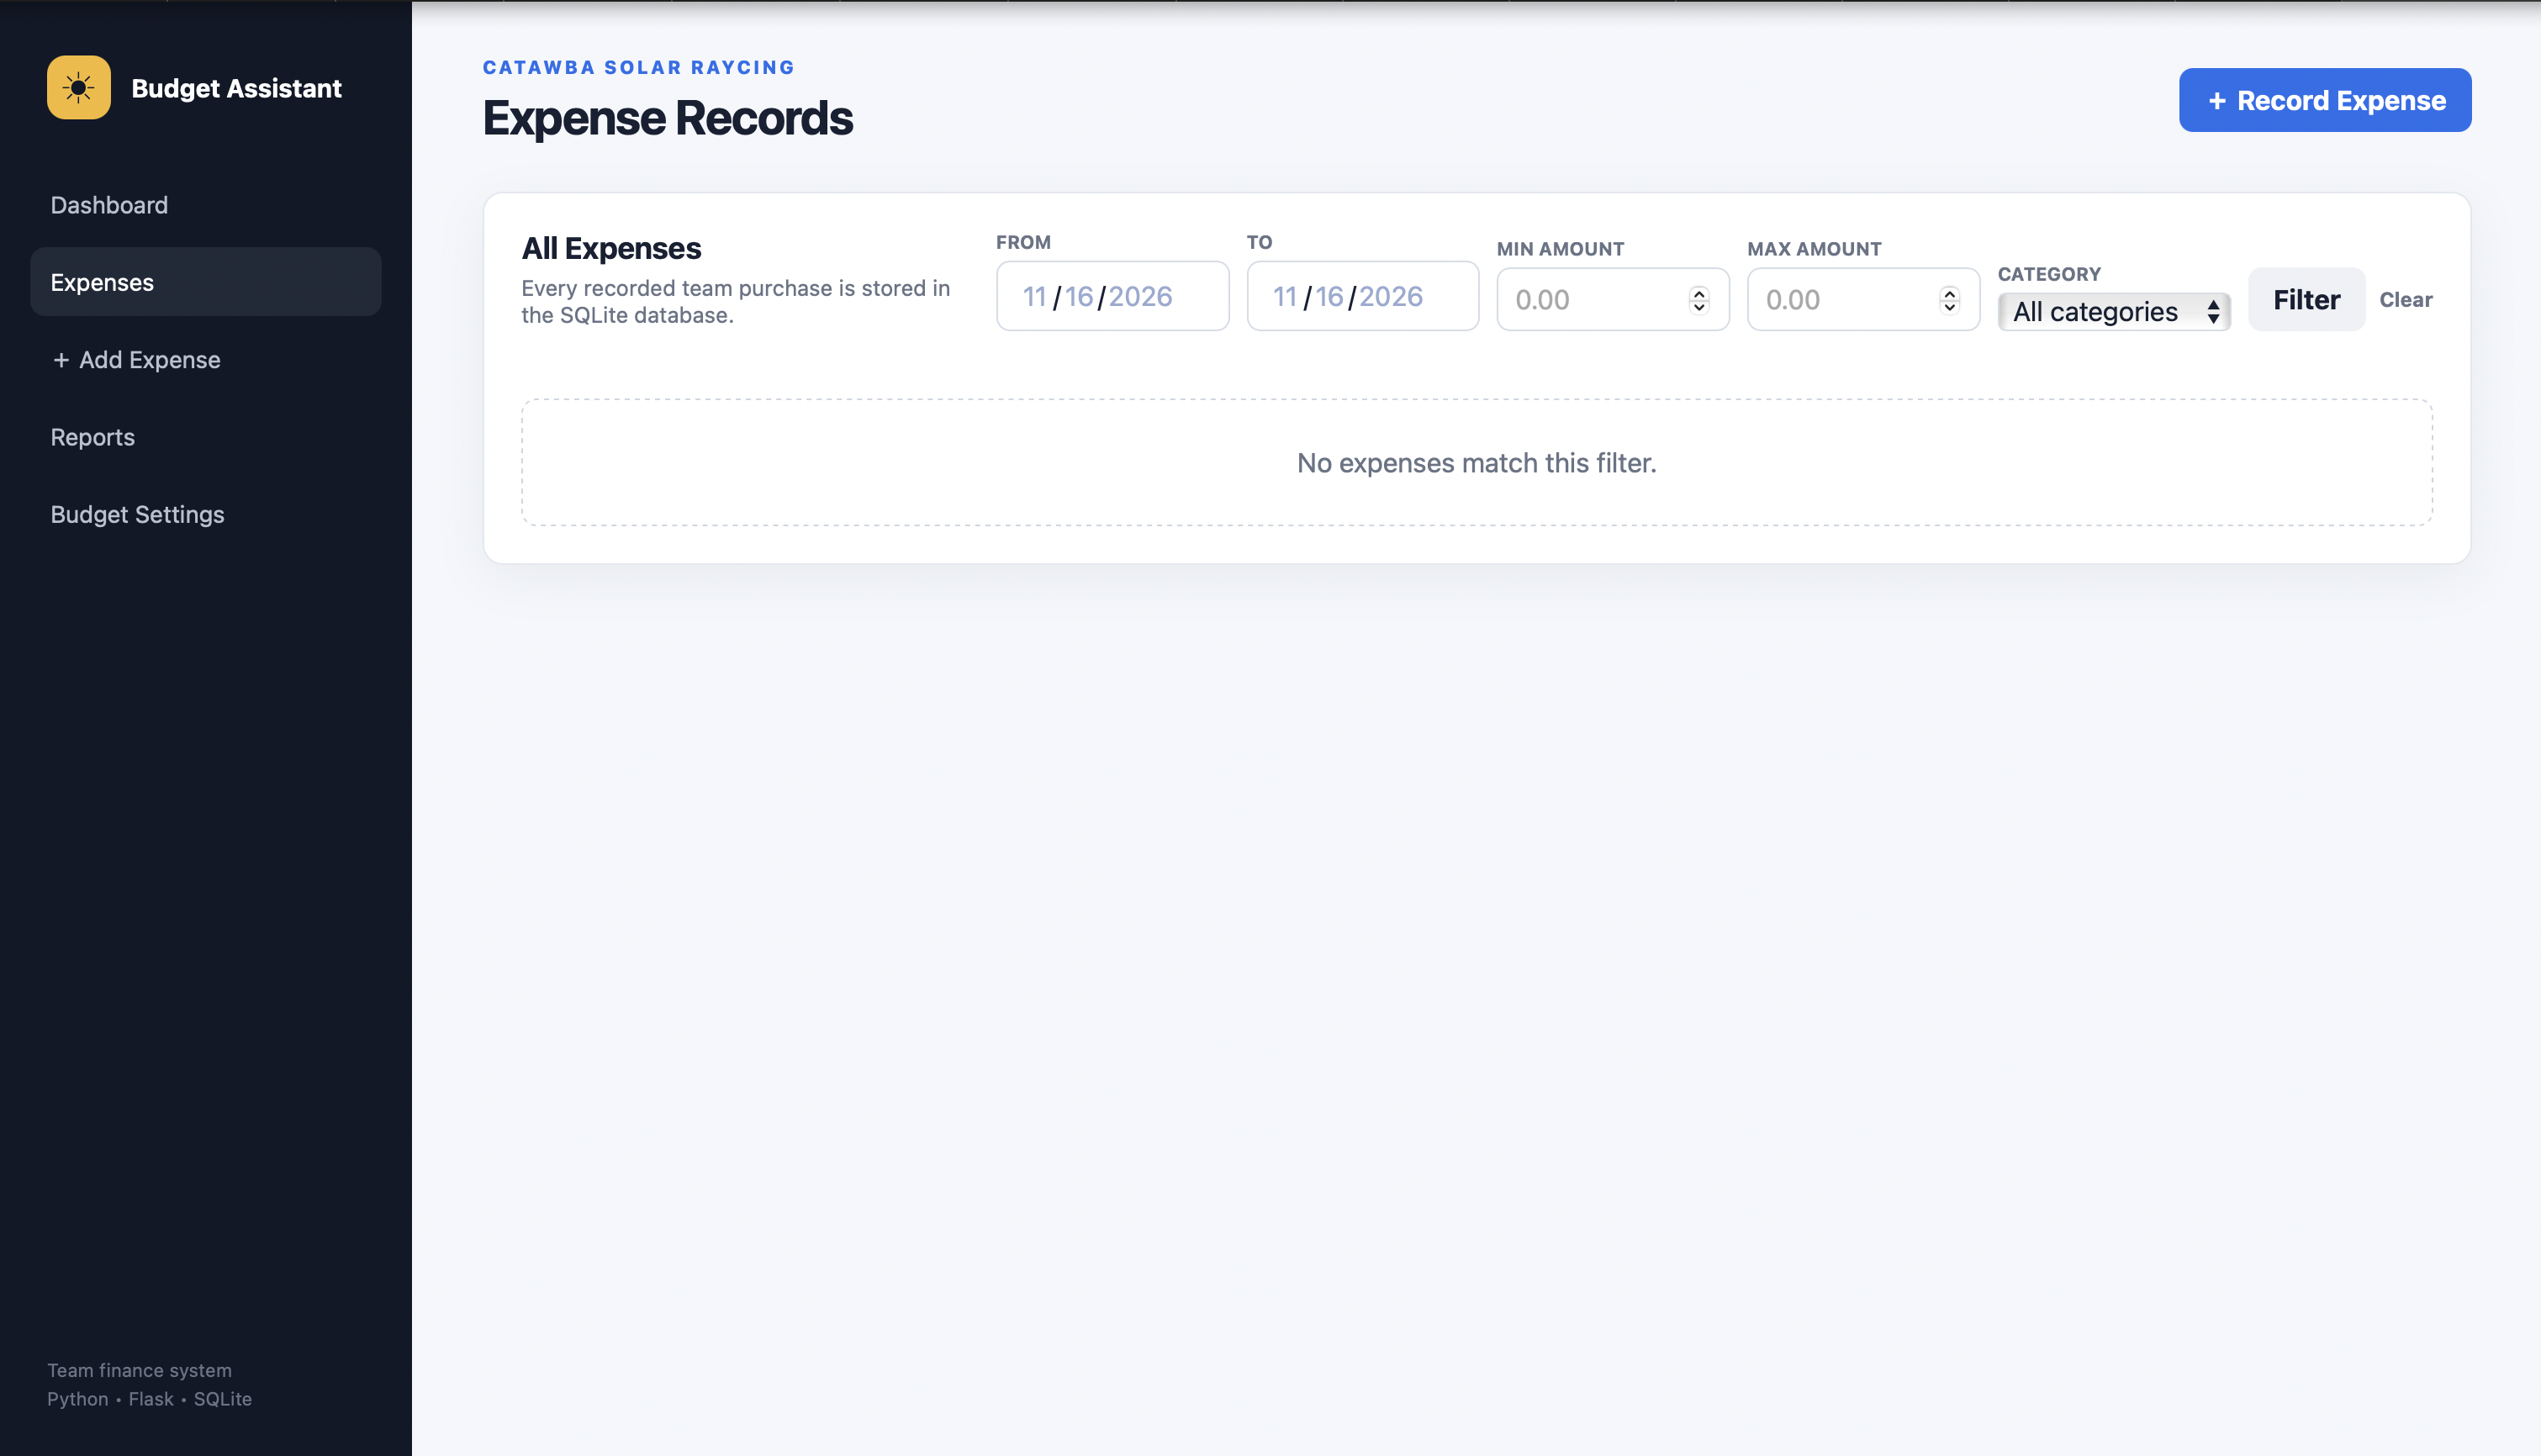 Budget Assistant
Dashboard
Expenses
+ Add Expense
Reports
Budget Settings
Team finance system
Python • Flask • SQLite
CATAWBA SOLAR RAYCING
Expense Records
+ Record Expense
All Expenses
Every recorded team purchase is stored in
the SQLite database.
FROM
11/16/2026
TO
11/16/2026
MIN AMOUNT
0.00
MAX AMOUNT
0.00
CATEGORY
All categories
Filter
Clear
No expenses match this filter.